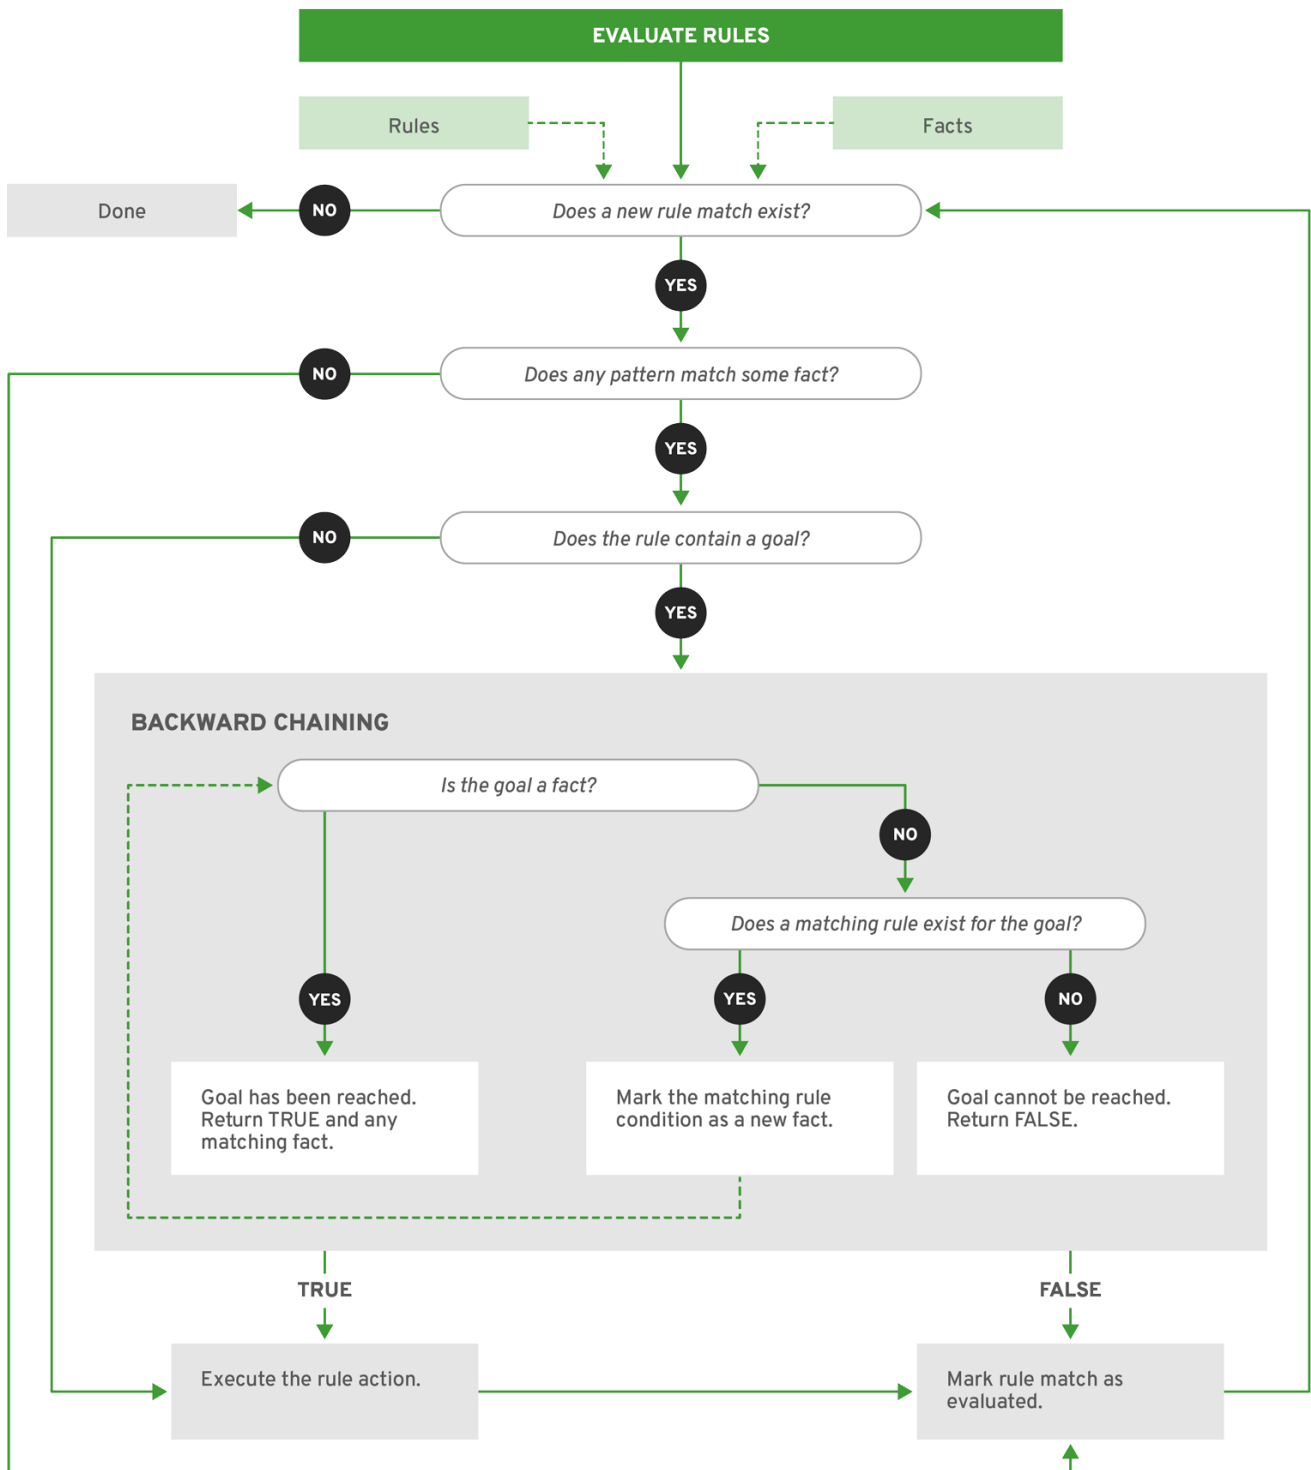 EVALUATE RULES
Rules
Facts
Done
NO
Does a new rule match exist?
YES
NO
Does any pattern match some fact?
YES
NO
Does the rule contain a goal?
YES
BACKWARD CHAINING
Is the goal a fact?
NO
Does a matching rule exist for the goal?
YES
YES
NO
Goal has been reached.
Return TRUE and any
matching fact.
Mark the matching rule
condition as a new fact.
Goal cannot be reached.
Return FALSE.
TRUE
FALSE
Execute the rule action.
Mark rule match as
evaluated.